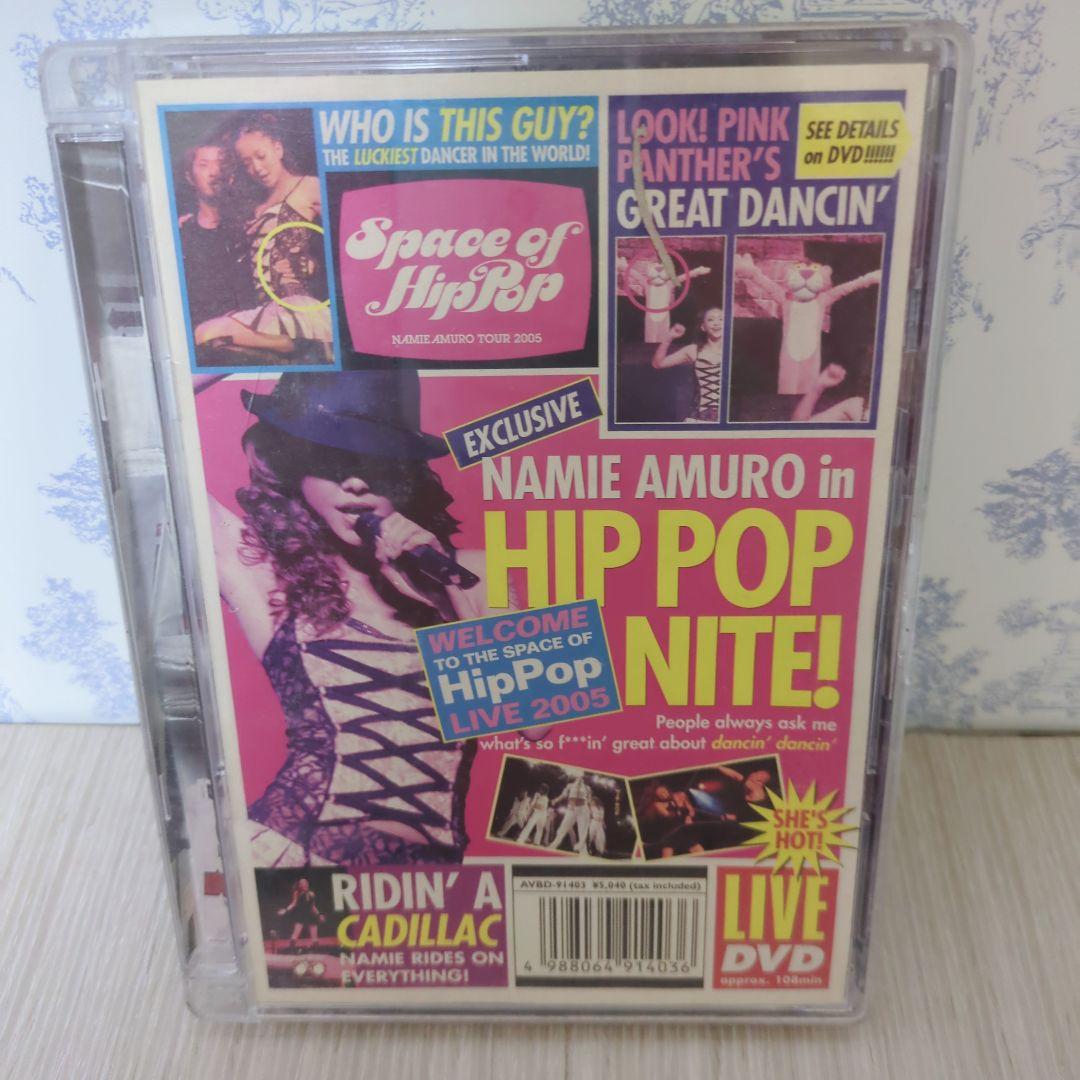 WHO IS THIS GUY?
THE LUCKIEST DANCER IN THE WORLD!
Space of
HipPop
NAMIE AMURO TOUR 2005
LOOK! PINK
PANTHER'S
GREAT DANCIN'
SEE DETAILS
on DVD!!!!!!
EXCLUSIVE
NAMIE AMURO in
HIP POP
NITE!
WELCOME
TO THE SPACE OF
HipPop
LIVE 2005
People always ask me
what's so f***in' great about dancin' dancin'
SHE'S
HOT!
RIDIN' A
CADILLAC
NAMIE RIDES ON
EVERYTHING!
AVBD-91403 ¥5,040 (tax included)
4 988064 914036
LIVE
DVD
approx. 108min